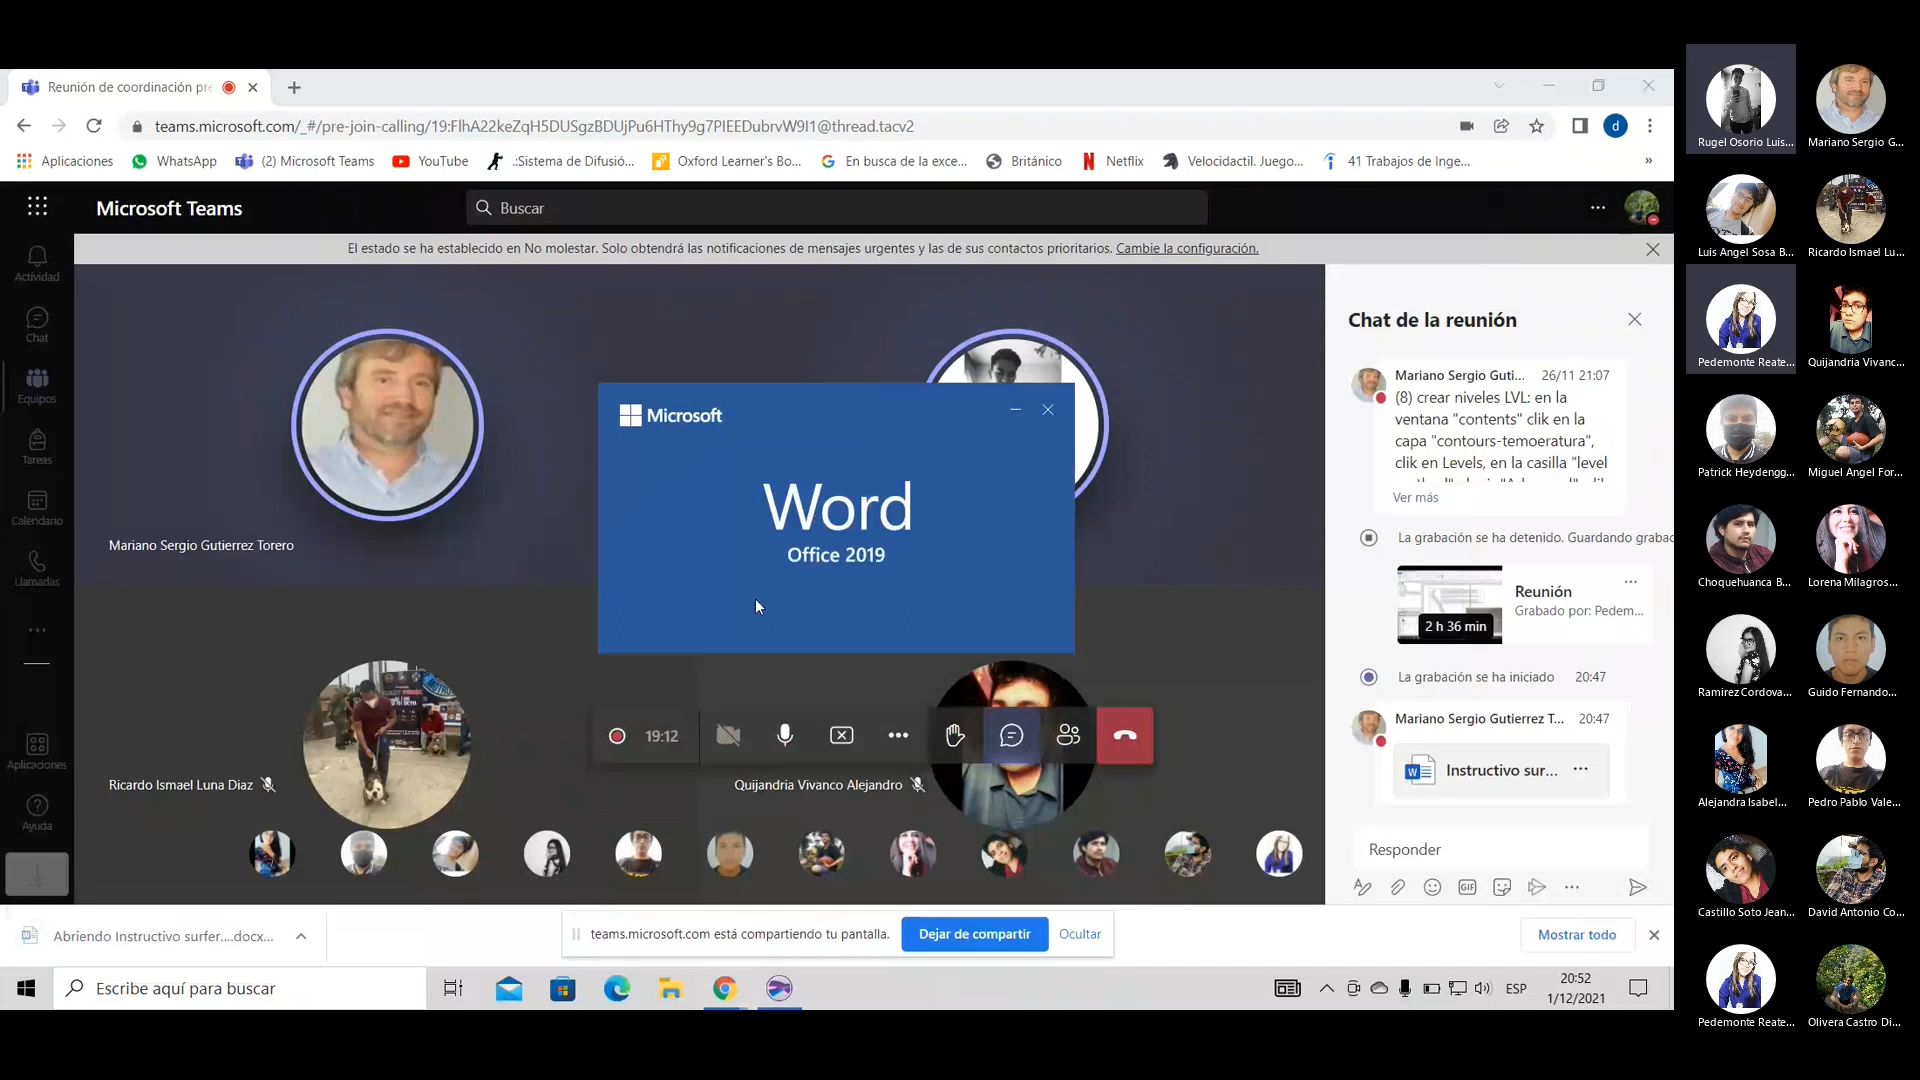 Reunión de coordinación pre
teams.microsoft.com/_#/pre-join-calling/19:FlhA22keZqH5DUSgzBDUjPu6HThy9g7PIEEDubrvW9I1@thread.tacv2
d
Aplicaciones
WhatsApp
(2) Microsoft Teams
YouTube
.:Sistema de Difusió...
Oxford Learner's Bo...
En busca de la exce...
Británico
Netflix
Velocidactil. Juego...
41 Trabajos de Inge...
»
Microsoft Teams
Buscar
El estado se ha establecido en No molestar. Solo obtendrá las notificaciones de mensajes urgentes y las de sus contactos prioritarios. Cambie la configuración.
Actividad
Chat
Equipos
Tareas
Calendario
Llamadas
Aplicaciones
Ayuda
Mariano Sergio Gutierrez Torero
Microsoft
Word
Office 2019
19:12
Ricardo Ismael Luna Diaz
Quijandria Vivanco Alejandro
Chat de la reunión
Mariano Sergio Guti... 26/11 21:07
(8) crear niveles LVL: en la
ventana "contents" clik en la
capa "contours-temoeratura",
clik en Levels, en la casilla "level
Ver más
La grabación se ha detenido. Guardando grabac
Reunión
Grabado por: Pedem...
2 h 36 min
La grabación se ha iniciado 20:47
Mariano Sergio Gutierrez T... 20:47
Instructivo sur...
Responder
GIF
Abriendo Instructivo surfer....docx...
teams.microsoft.com está compartiendo tu pantalla.
Dejar de compartir
Ocultar
Mostrar todo
Escribe aquí para buscar
ESP
20:52
1/12/2021
Rugel Osorio Luis...
Mariano Sergio G...
Luis Angel Sosa B...
Ricardo Ismael Lu...
Pedemonte Reate...
Quijandria Vivanc...
Patrick Heydengg...
Miguel Angel For...
Choquehuanca B...
Lorena Milagros...
Ramirez Cordova...
Guido Fernando...
Alejandra Isabel...
Pedro Pablo Vale...
Castillo Soto Jean...
David Antonio Co...
Pedemonte Reate...
Olivera Castro Di...